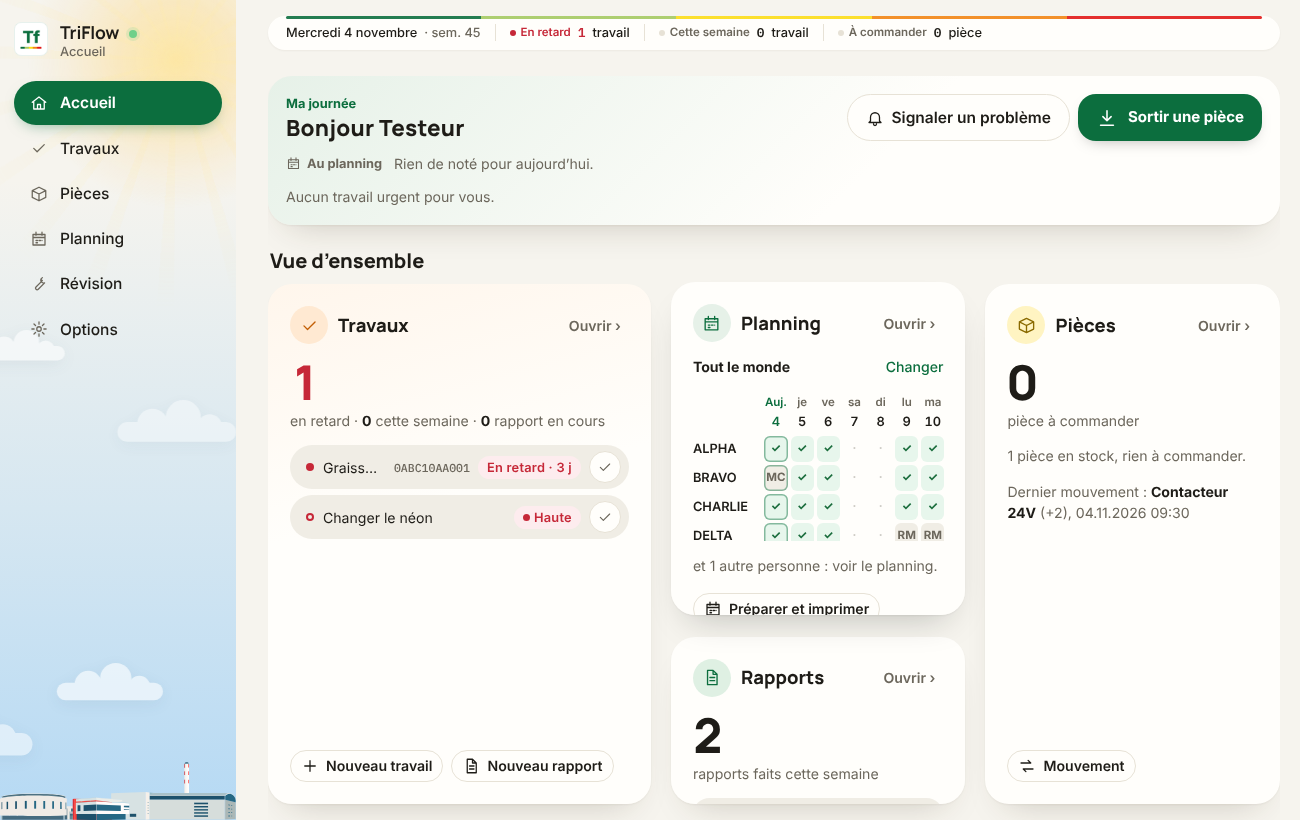 Tf
TriFlow
Accueil
Accueil
Travaux
Pièces
Planning
Révision
Options
Mercredi 4 novembre · sem. 45 En retard 1 travail Cette semaine 0 travail À commander 0 pièce
Ma journée
Bonjour Testeur
Au planning Rien de noté pour aujourd’hui.
Aucun travail urgent pour vous.
Signaler un problème
Sortir une pièce
Vue d’ensemble
Travaux Ouvrir ›
1
en retard · 0 cette semaine · 0 rapport en cours
Graiss... 0ABC10AA001 En retard · 3 j
Changer le néon Haute
Nouveau travail Nouveau rapport
Planning Ouvrir ›
Tout le monde Changer
Auj. je ve sa di lu ma
4 5 6 7 8 9 10
ALPHA
BRAVO MC
CHARLIE
DELTA RM RM
et 1 autre personne : voir le planning.
Préparer et imprimer
Rapports Ouvrir ›
2
rapports faits cette semaine
Pièces Ouvrir ›
0
pièce à commander
1 pièce en stock, rien à commander.
Dernier mouvement : Contacteur
24V (+2), 04.11.2026 09:30
Mouvement